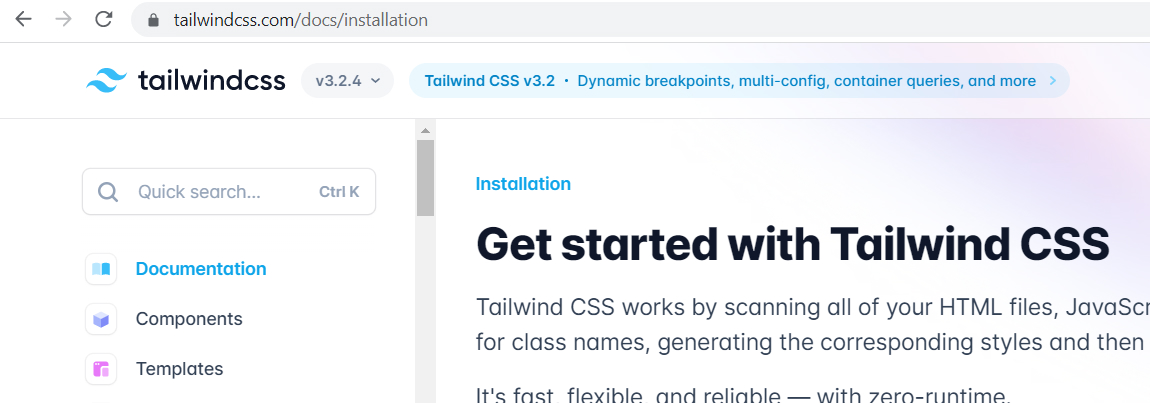 tailwindcss.com/docs/installation
tailwindcss v3.2.4 Tailwind CSS v3.2 · Dynamic breakpoints, multi-config, container queries, and more
Quick search... Ctrl K
Documentation
Components
Templates
Installation
Get started with Tailwind CSS
Tailwind CSS works by scanning all of your HTML files, JavaScr
for class names, generating the corresponding styles and then
It's fast, flexible, and reliable — with zero-runtime.